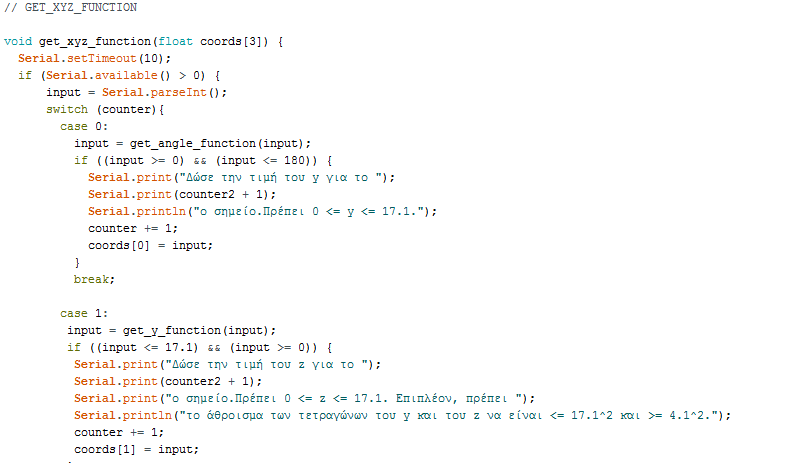 // GET_XYZ_FUNCTION
void get_xyz_function(float coords[3]) {
Serial.setTimeout(10);
if (Serial.available() > 0) {
input = Serial.parseInt();
switch (counter){
case 0:
input = get_angle_function(input);
if ((input >= 0) && (input <= 180)) {
Serial.print("Δώσε την τιμή του y για το ");
Serial.print(counter2 + 1);
Serial.println("ο σημείο.Πρέπει 0 <= y <= 17.1.");
counter += 1;
coords[0] = input;
}
break;
case 1:
input = get_y_function(input);
if ((input <= 17.1) && (input >= 0)) {
Serial.print("Δώσε την τιμή του z για το ");
Serial.print(counter2 + 1);
Serial.print("ο σημείο.Πρέπει 0 <= z <= 17.1. Επιπλέον, πρέπει ");
Serial.println("το άθροισμα των τετραγώνων του y και του z να είναι <= 17.1^2 και >= 4.1^2.");
counter += 1;
coords[1] = input;